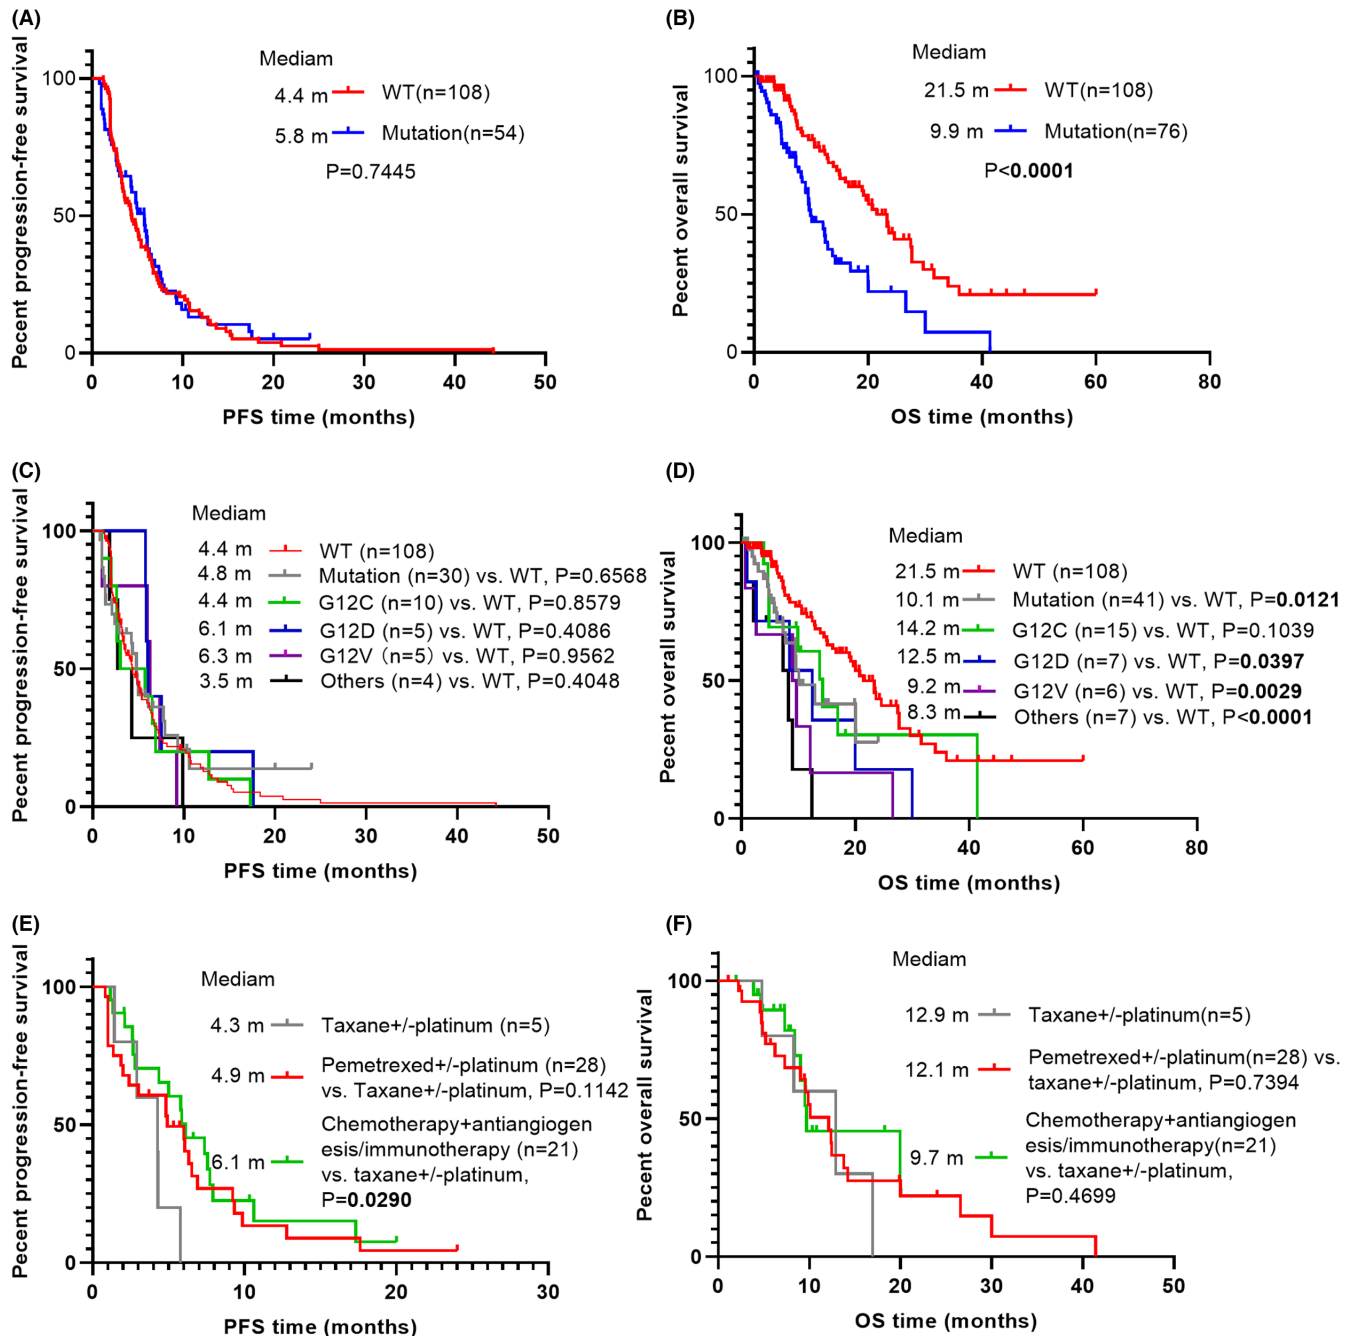 (A)
Pecent progression-free survival
100
50
0
0 10 20 30 40 50
PFS time (months)
Mediam
4.4 m WT(n=108)
5.8 m Mutation(n=54)
P=0.7445
(B)
Pecent overall survival
100
50
0
0 20 40 60 80
OS time (months)
Mediam
21.5 m WT(n=108)
9.9 m Mutation(n=76)
P<0.0001
(C)
Pecent progression-free survival
100
50
0
0 10 20 30 40 50
PFS time (months)
Mediam
4.4 m WT (n=108)
4.8 m Mutation (n=30) vs. WT, P=0.6568
4.4 m G12C (n=10) vs. WT, P=0.8579
6.1 m G12D (n=5) vs. WT, P=0.4086
6.3 m G12V (n=5) vs. WT, P=0.9562
3.5 m Others (n=4) vs. WT, P=0.4048
(D)
Pecent overall survival
100
50
0
0 20 40 60 80
OS time (months)
Mediam
21.5 m WT (n=108)
10.1 m Mutation (n=41) vs. WT, P=0.0121
14.2 m G12C (n=15) vs. WT, P=0.1039
12.5 m G12D (n=7) vs. WT, P=0.0397
9.2 m G12V (n=6) vs. WT, P=0.0029
8.3 m Others (n=7) vs. WT, P<0.0001
(E)
Pecent progression-free survival
100
50
0
0 10 20 30
PFS time (months)
Mediam
4.3 m Taxane+/-platinum (n=5)
4.9 m Pemetrexed+/-platinum (n=28)
vs. Taxane+/-platinum, P=0.1142
Chemotherapy+antiangiogen
6.1 m esis/immunotherapy (n=21)
vs. taxane+/-platinum,
P=0.0290
(F)
Pecent overall survival
100
50
0
0 10 20 30 40 50
OS time (months)
Mediam
12.9 m Taxane+/-platinum(n=5)
12.1 m Pemetrexed+/-platinum(n=28) vs.
taxane+/-platinum, P=0.7394
Chemotherapy+antiangiogen
esis/immunotherapy(n=21)
9.7 m vs. taxane+/-platinum,
P=0.4699